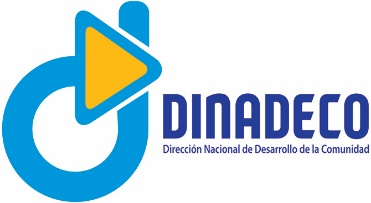 DINADECO
Dirección Nacional de Desarrollo de la Comunidad